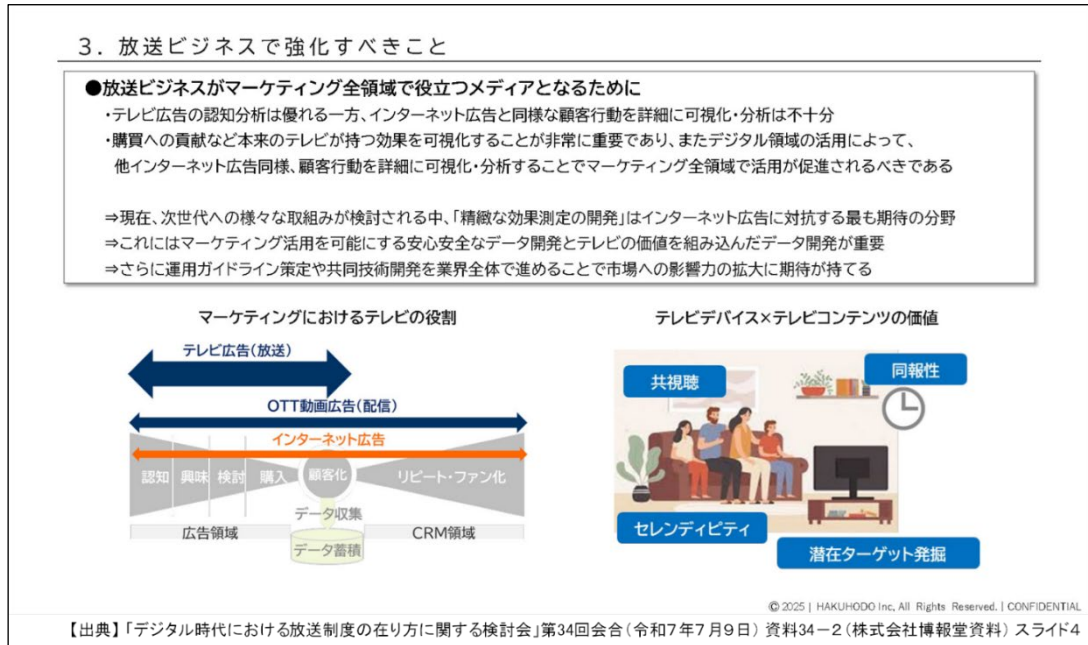 3．放送ビジネスで強化すべきこと
●放送ビジネスがマーケティング全領域で役立つメディアとなるために
・テレビ広告の認知分析は優れる一方、インターネット広告と同様な顧客行動を詳細に可視化・分析は不十分
・購買への貢献など本来のテレビが持つ効果を可視化することが非常に重要であり、またデジタル領域の活用によって、
他インターネット広告同様、顧客行動を詳細に可視化・分析することでマーケティング全領域で活用が促進されるべきである
⇒現在、次世代への様々な取組みが検討される中、「精緻な効果測定の開発」はインターネット広告に対抗する最も期待の分野
⇒これにはマーケティング活用を可能にする安心安全なデータ開発とテレビの価値を組み込んだデータ開発が重要
⇒さらに運用ガイドライン策定や共同技術開発を業界全体で進めることで市場への影響力の拡大に期待が持てる
マーケティングにおけるテレビの役割
テレビ広告（放送）
OTT動画広告（配信）
インターネット広告
認知 興味 検討 購入 顧客化 リピート・ファン化
データ収集
広告領域 CRM領域
データ蓄積
テレビデバイス×テレビコンテンツの価値
共視聴
同報性
セレンディピティ
潜在ターゲット発掘
© 2025 | HAKUHODO Inc, All Rights Reserved. | CONFIDENTIAL
【出典】「デジタル時代における放送制度の在り方に関する検討会」第34回会合（令和7年7月9日） 資料34－2（株式会社博報堂資料） スライド4